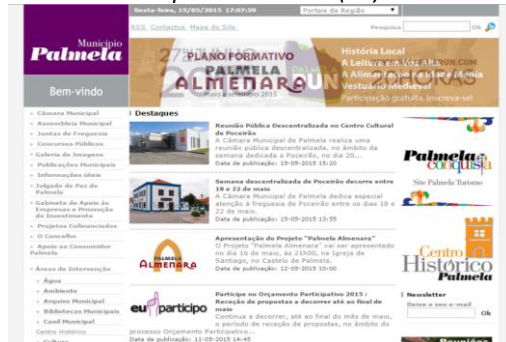 Sexta-feira, 15/05/2015 17:07:59
Portais da Região
RSS Contactos Mapa do Site
Pesquisa
Ok
Município
Palmela
Bem-vindo
PLANO FORMATIVO
PALMELA
ALMENARA
maio a setembro 2015
História Local
A Leitura em Voz Alta
A Alimentação na Idade Média
Vestuário Medieval
Participação gratuita, inscreva-se!
Câmara Municipal
Assembleia Municipal
Juntas de Freguesia
Concursos Públicos
Galeria de Imagens
Publicações Municipais
Informações úteis
Julgado de Paz de
Palmela
Gabinete de Apoio às
Empresas e Promoção
do Investimento
Projetos Cofinanciados
O Concelho
Apoio ao Consumidor
Palmela
Áreas de Intervenção
Água
Ambiente
Arquivo Municipal
Bibliotecas Municipais
Canil Municipal
Centro Histórico
Cultura
Destaques
Reunião Pública Descentralizada no Centro Cultural
de Poceirão
A Câmara Municipal de Palmela realiza uma
reunião pública descentralizada, no âmbito da
semana dedicada a Poceirão, no dia 20...
Data de publicação: 15-05-2015 15:20
Semana descentralizada de Poceirão decorre entre
18 e 22 de maio
A Câmara Municipal de Palmela dedica especial
atenção à freguesia de Poceirão entre os dias 18 e
22 de maio.
Data de publicação: 15-05-2015 13:55
ALMENARA
Apresentação do Projeto "Palmela Almenara"
O Projeto "Palmela Almenara" vai ser apresentado
no dia 16 de maio, às 21h00, na Igreja de
Santiago, no Castelo de Palmela.
Data de publicação: 12-05-2015 10:00
eu participo
Participe no Orçamento Participativo 2015 :
Receção de propostas a decorrer até ao final de
maio
Continua a decorrer, até ao final do mês de maio,
o período de receção de propostas, no âmbito do
processo Orçamento Participativo...
Data de publicação: 11-05-2015 14:45
Palmela
conquista
Site Palmela Turismo
Centro
Histórico
Palmela
Newsletter
Deixe o seu e-mail
Ok
Reuniões